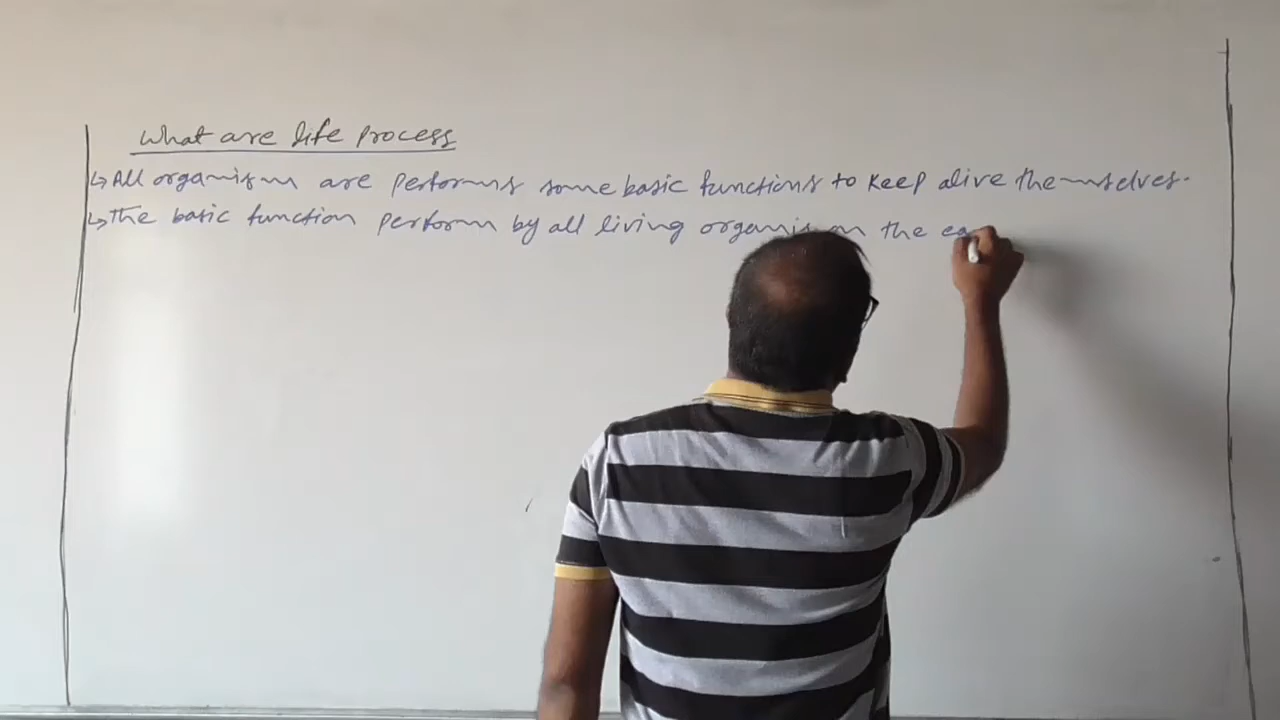 What are life process
↳ All organism are performs some basic functions to keep alive themselves.
↳ The basic function perform by all living on the